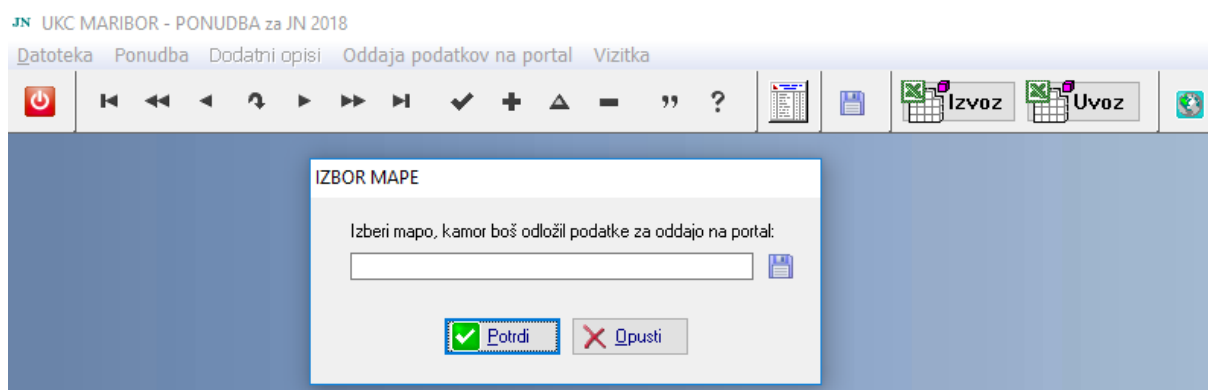 JN UKC MARIBOR - PONUDBA za JN 2018
Datoteka Ponudba Dodatni opisi Oddaja podatkov na portal Vizitka
? Izvoz Uvoz
IZBOR MAPE
Izberi mapo, kamor boš odložil podatke za oddajo na portal:
Potrdi Opusti